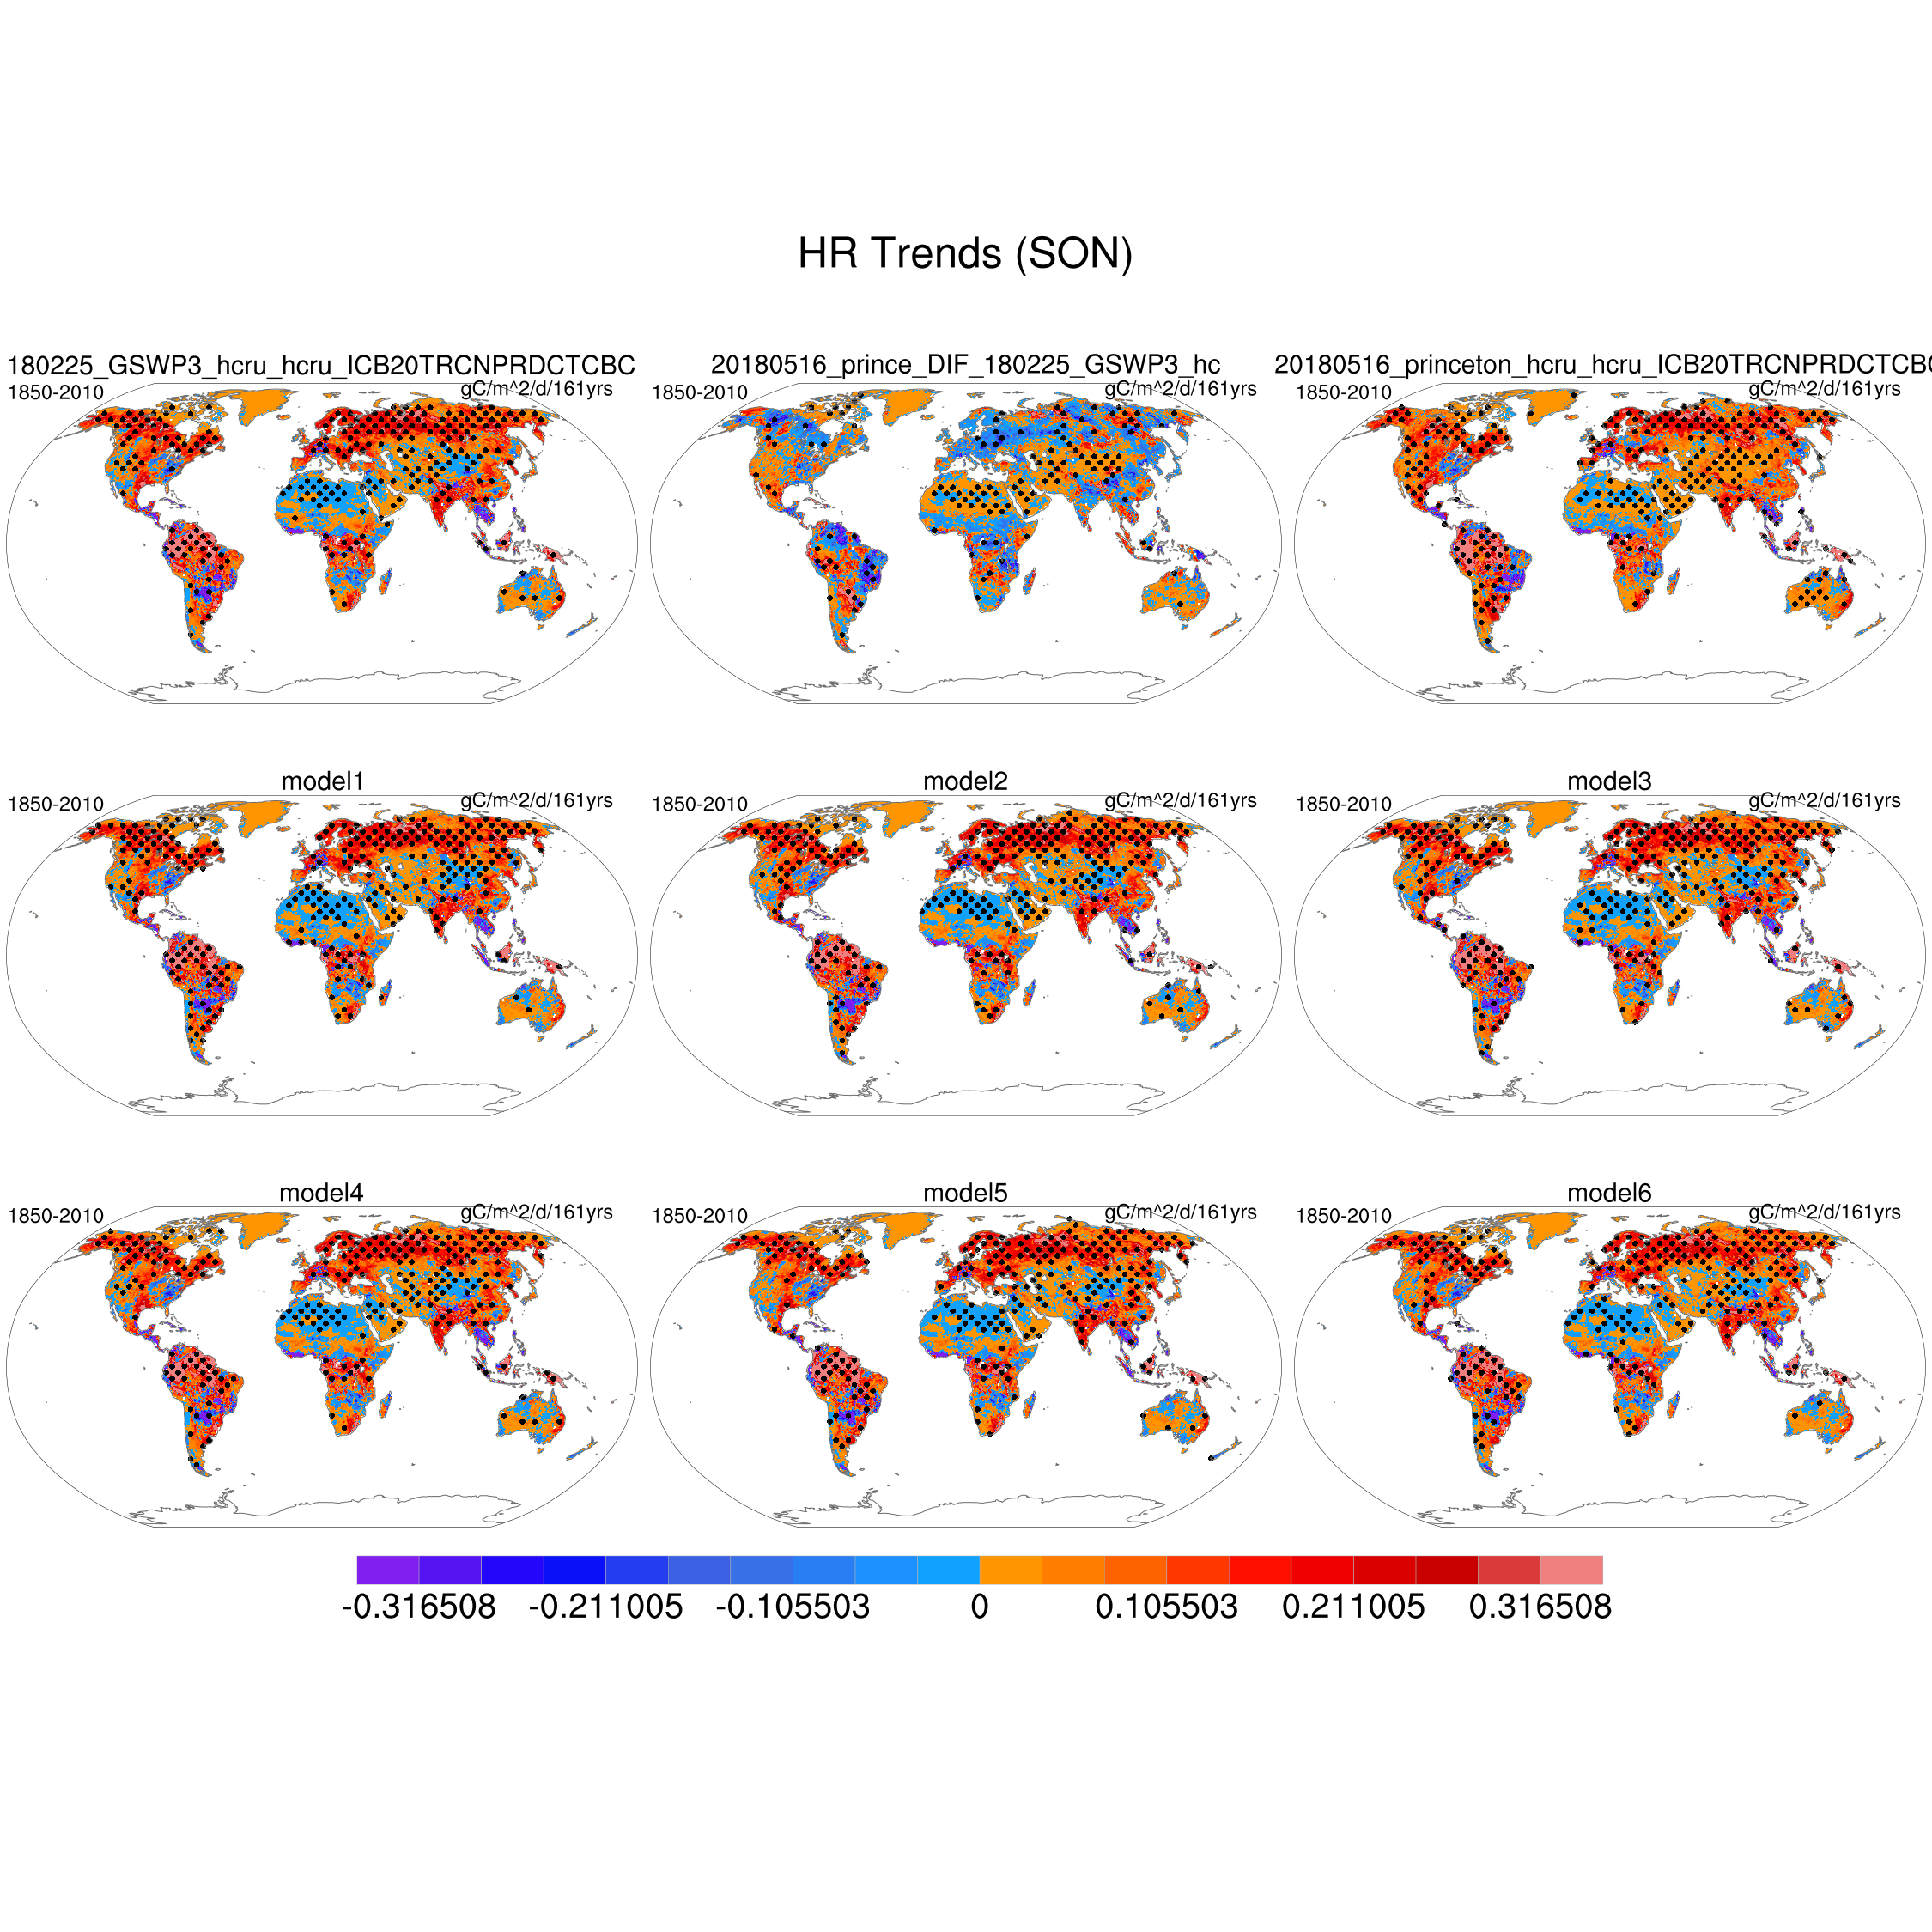 HR Trends (SON)
180225_GSWP3_hcru_hcru_ICB20TRCNPRDCTCBC
1850-2010
gC/m^2/d/161yrs
20180516_prince_DIF_180225_GSWP3_hc
1850-2010
gC/m^2/d/161yrs
20180516_princeton_hcru_hcru_ICB20TRCNPRDCTCBC
1850-2010
gC/m^2/d/161yrs
model1
1850-2010
gC/m^2/d/161yrs
model2
1850-2010
gC/m^2/d/161yrs
model3
1850-2010
gC/m^2/d/161yrs
model4
1850-2010
gC/m^2/d/161yrs
model5
1850-2010
gC/m^2/d/161yrs
model6
1850-2010
gC/m^2/d/161yrs
-0.316508 -0.211005 -0.105503 0 0.105503 0.211005 0.316508